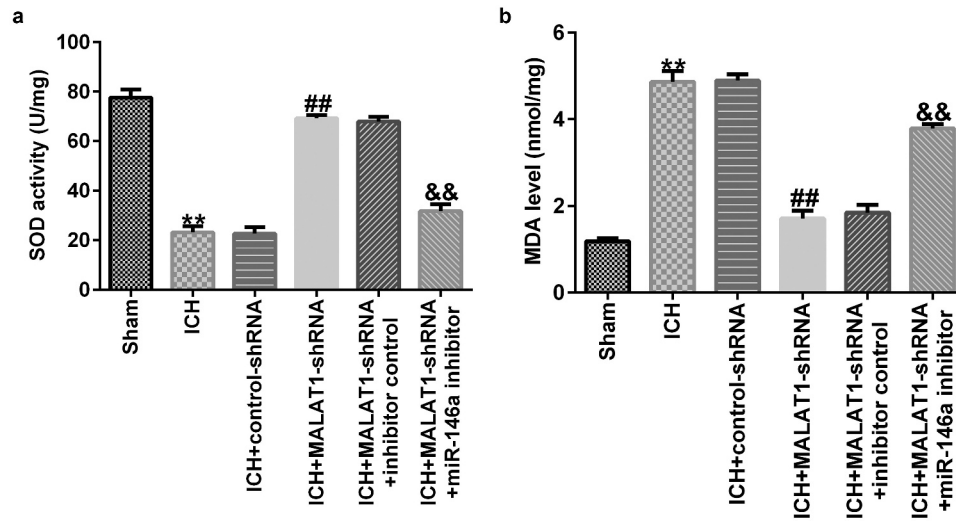 a
SOD activity (U/mg)
100
80
60
40
20
0
**
##
&&
Sham
ICH
ICH+control-shRNA
ICH+MALAT1-shRNA
ICH+MALAT1-shRNA
+inhibitor control
ICH+MALAT1-shRNA
+miR-146a inhibitor
b
MDA level (nmol/mg)
6
4
2
0
**
##
&&
Sham
ICH
ICH+control-shRNA
ICH+MALAT1-shRNA
ICH+MALAT1-shRNA
+inhibitor control
ICH+MALAT1-shRNA
+miR-146a inhibitor